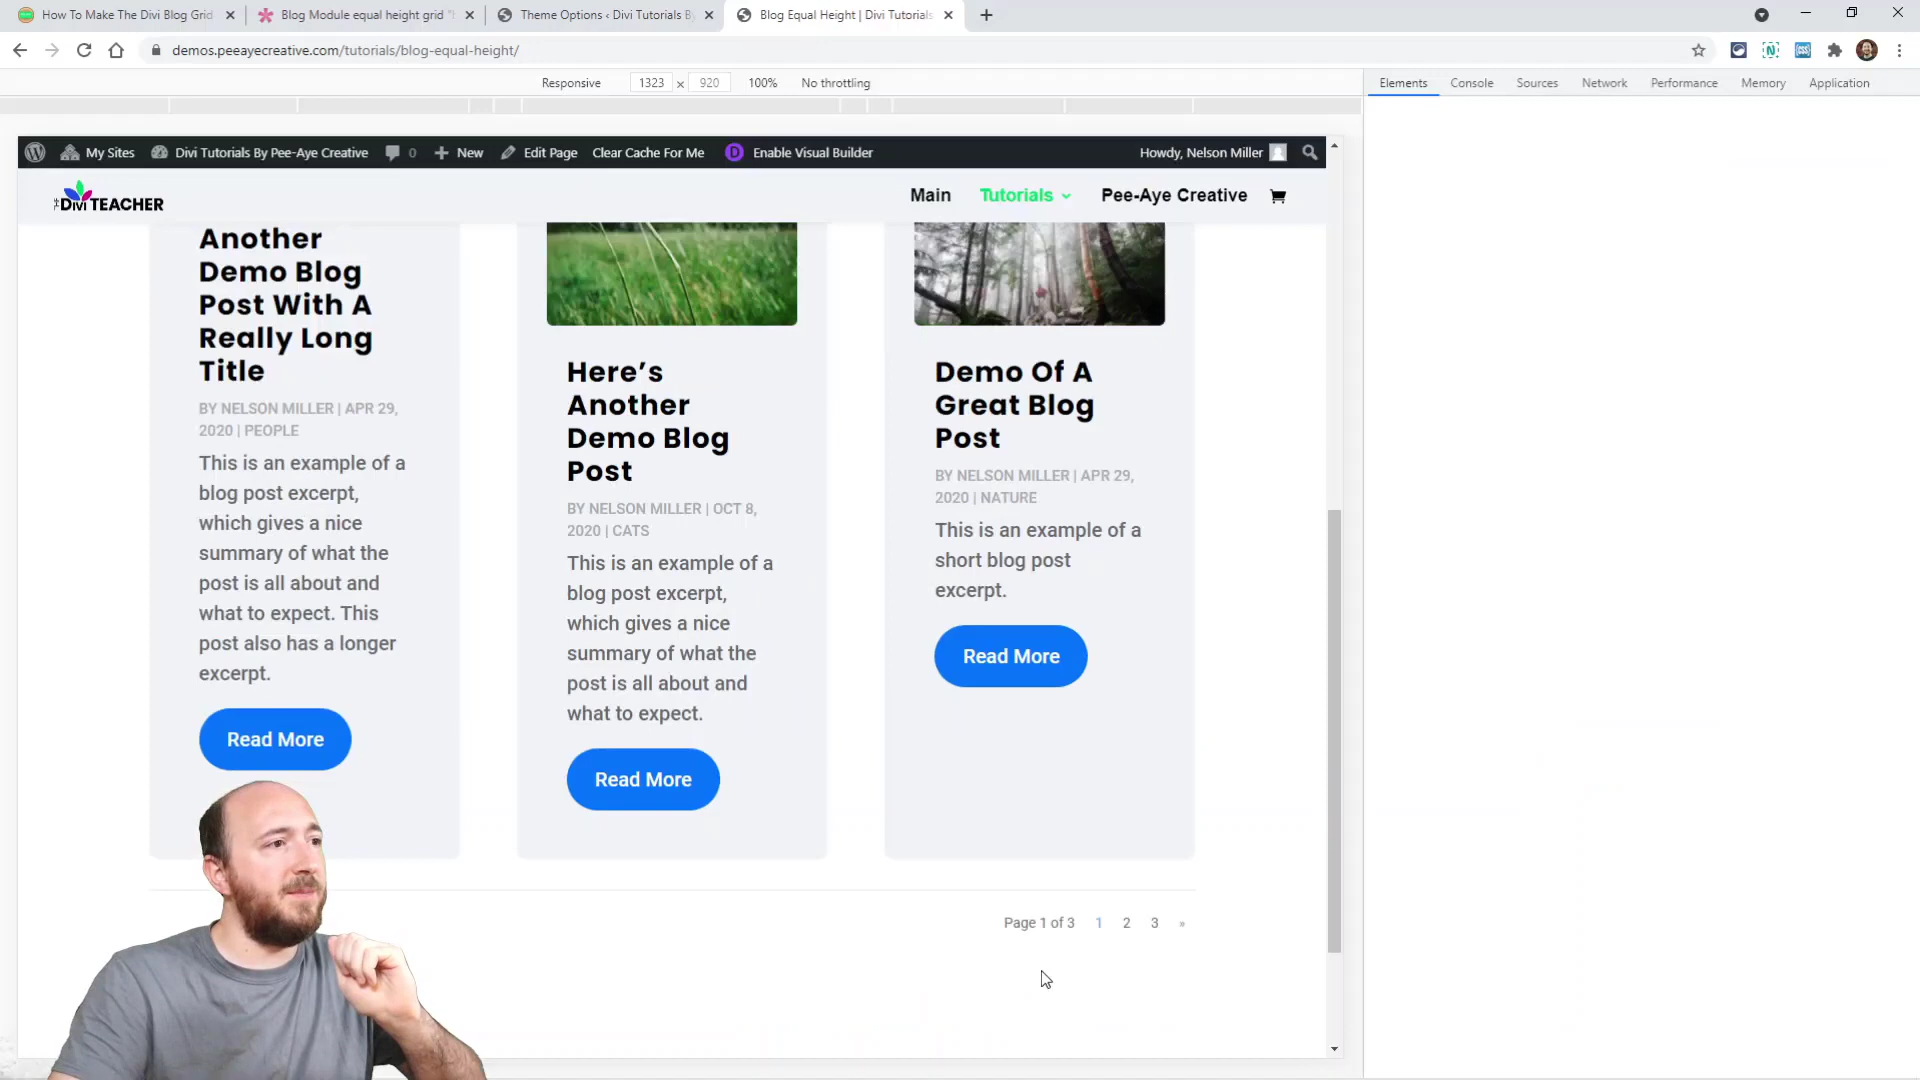 How To Make The Divi Blog Grid
Blog Module equal height grid "b
Theme Options ‹ Divi Tutorials By
Blog Equal Height | Divi Tutorials
demos.peeayecreative.com/tutorials/blog-equal-height/
Responsive 1323 x 920 100% No throttling
Elements Console Sources Network Performance Memory Application
My Sites Divi Tutorials By Pee-Aye Creative 0 New Edit Page Clear Cache For Me D Enable Visual Builder Howdy, Nelson Miller
THE DIVI TEACHER
Main Tutorials Pee-Aye Creative
Another
Demo Blog
Post With A
Really Long
Title
BY NELSON MILLER | APR 29,
2020 | PEOPLE
This is an example of a
blog post excerpt,
which gives a nice
summary of what the
post is all about and
what to expect. This
post also has a longer
excerpt.
Read More
Here’s
Another
Demo Blog
Post
BY NELSON MILLER | OCT 8,
2020 | CATS
This is an example of a
blog post excerpt,
which gives a nice
summary of what the
post is all about and
what to expect.
Read More
Demo Of A
Great Blog
Post
BY NELSON MILLER | APR 29,
2020 | NATURE
This is an example of a
short blog post
excerpt.
Read More
Page 1 of 3 1 2 3 »